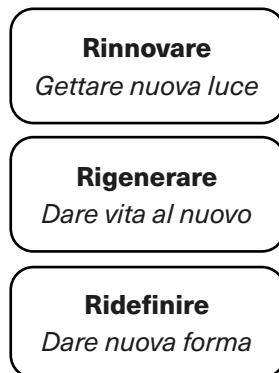 Rinnovare
Gettare nuova luce
Rigenerare
Dare vita al nuovo
Ridefinire
Dare nuova forma